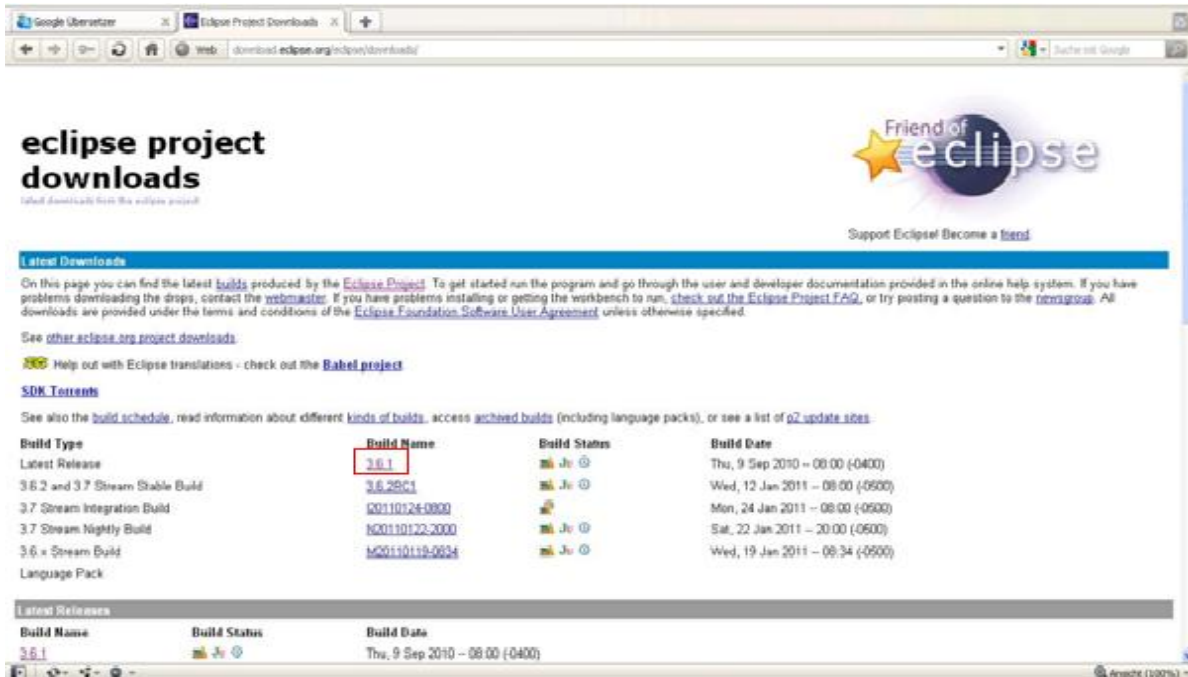 Google Übersetzer
Eclipse Project Downloads
Web
download.eclipse.org/eclipse/downloads/
Suche mit Google
eclipse project
downloads
latest downloads from the eclipse project
Friend of
eclipse
Support Eclipse! Become a friend.
Latest Downloads
On this page you can find the latest builds produced by the Eclipse Project. To get started run the program and go through the user and developer documentation provided in the online help system. If you have
problems downloading the drops, contact the webmaster. If you have problems installing or getting the workbench to run, check out the Eclipse Project FAQ, or try posting a question to the newsgroup. All
downloads are provided under the terms and conditions of the Eclipse Foundation Software User Agreement unless otherwise specified.
See other eclipse.org project downloads.
Help out with Eclipse translations - check out the Babel project
SDK Torrents
See also the build schedule, read information about different kinds of builds, access archived builds (including language packs), or see a list of p2 update sites.
Build Type Build Name Build Status Build Date
Latest Release 3.6.1 Thu, 9 Sep 2010 -- 08:00 (-0400)
3.6.2 and 3.7 Stream Stable Build 3.6.2RC1 Wed, 12 Jan 2011 -- 08:00 (-0500)
3.7 Stream Integration Build I20110124-0800 Mon, 24 Jan 2011 -- 08:00 (-0500)
3.7 Stream Nightly Build N20110122-2000 Sat, 22 Jan 2011 -- 20:00 (-0500)
3.6.x Stream Build M20110119-0834 Wed, 19 Jan 2011 -- 08:34 (-0500)
Language Pack
Latest Releases
Build Name Build Status Build Date
3.6.1 Thu, 9 Sep 2010 -- 08:00 (-0400)
Ansicht (100%)